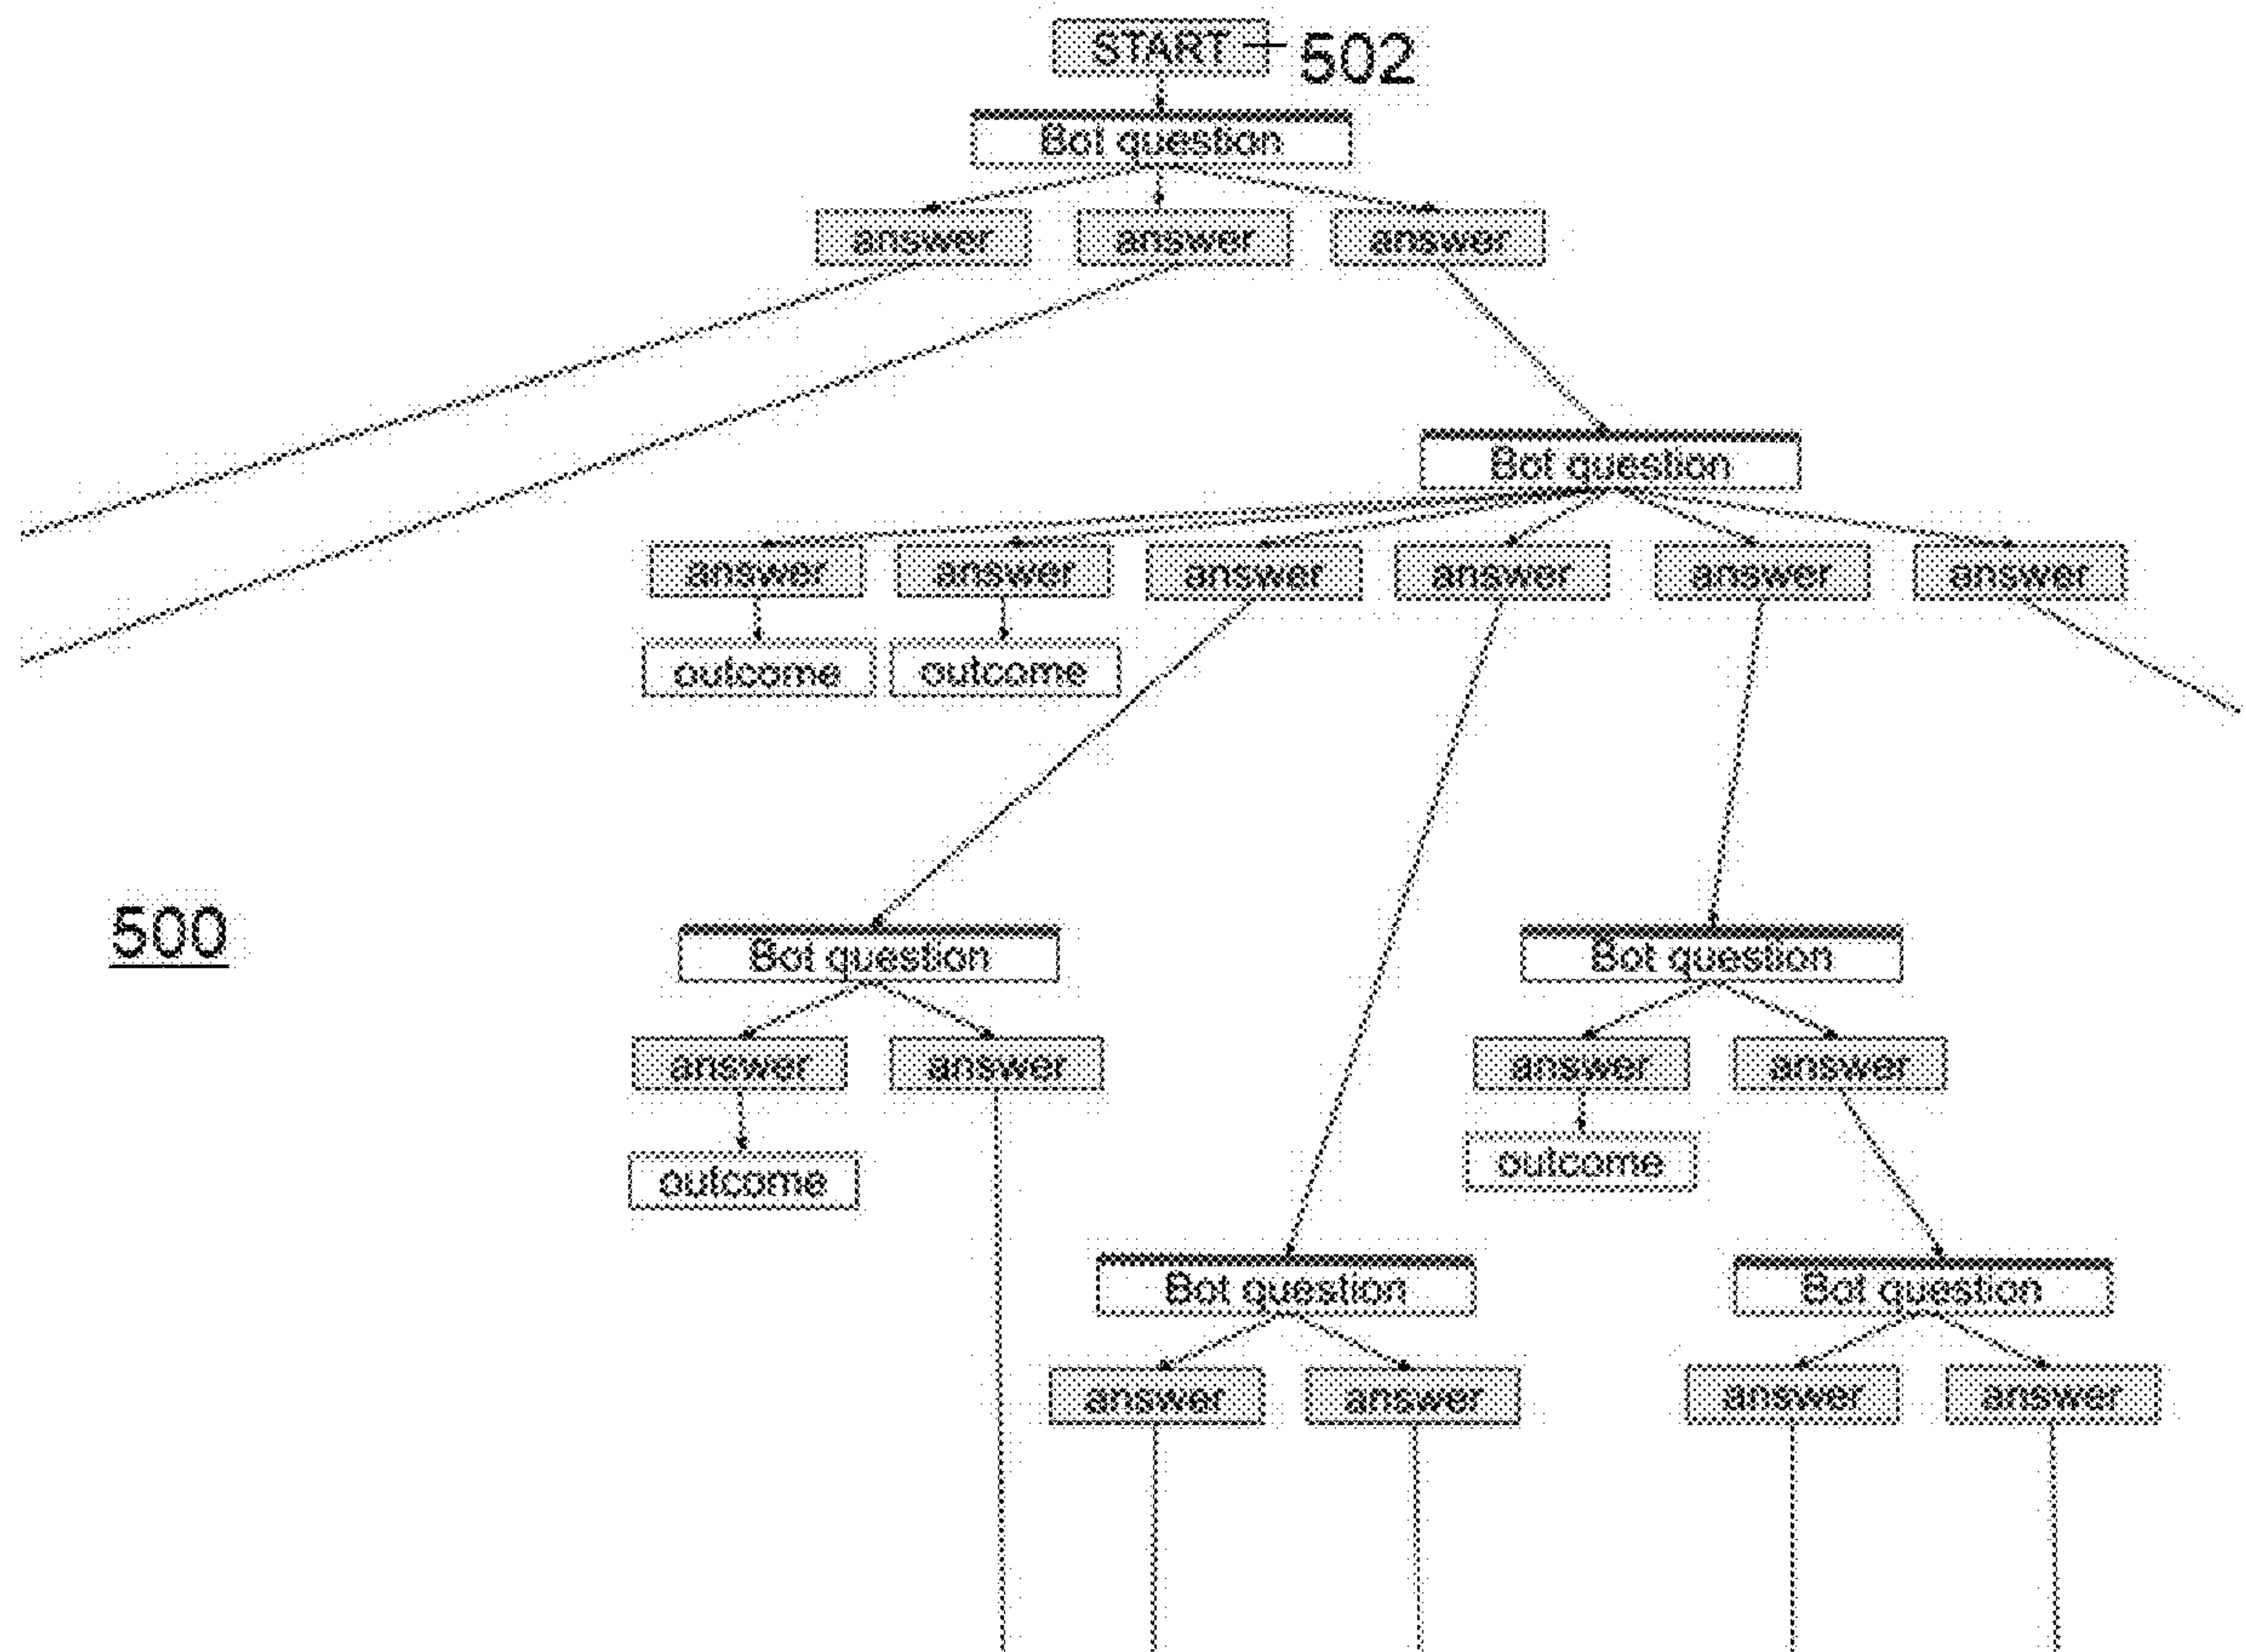 START 502
Bot question
answer answer answer
Bot question
answer answer answer answer answer answer
outcome outcome
500
Bot question Bot question
answer answer answer answer
outcome outcome
Bot question Bot question
answer answer answer answer